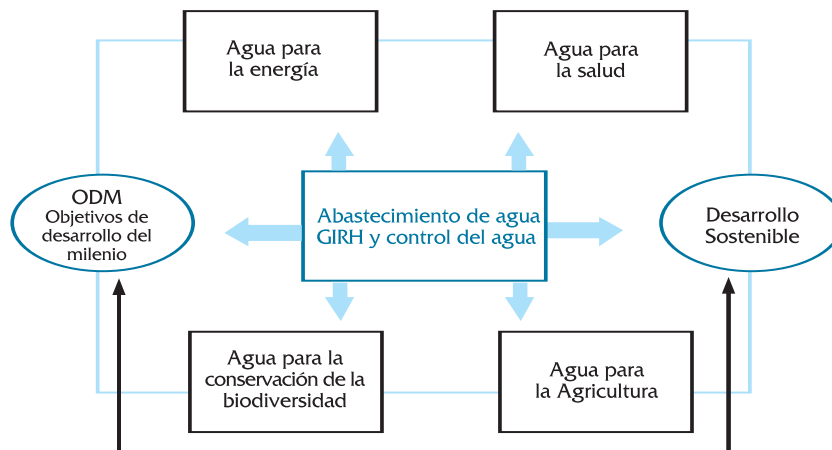 Agua para
la energía
Agua para
la salud
ODM
Objetivos de
desarrollo del
milenio
Abastecimiento de agua
GIRH y control del agua
Desarrollo
Sostenible
Agua para la
conservación de la
biodiversidad
Agua para
la Agricultura